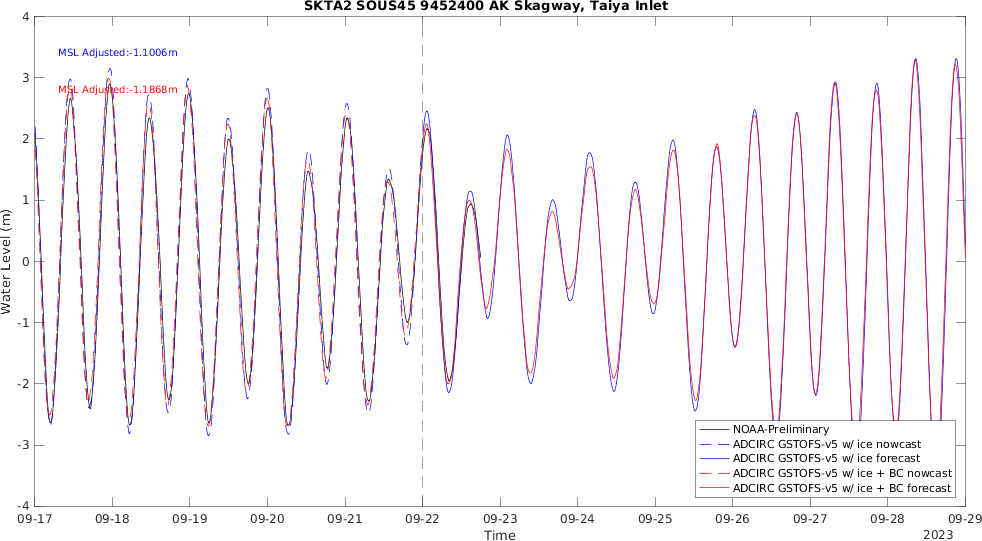 SKTA2 SOUS45 9452400 AK Skagway, Taiya Inlet
4
3
2
1
0
-1
-2
-3
-4
Water Level (m)
MSL Adjusted:-1.1006m
MSL Adjusted:-1.1868m
NOAA-Preliminary
ADCIRC GSTOFS-v5 w/ ice nowcast
ADCIRC GSTOFS-v5 w/ ice forecast
ADCIRC GSTOFS-v5 w/ ice + BC nowcast
ADCIRC GSTOFS-v5 w/ ice + BC forecast
09-17 09-18 09-19 09-20 09-21 09-22 09-23 09-24 09-25 09-26 09-27 09-28 09-29
Time
2023